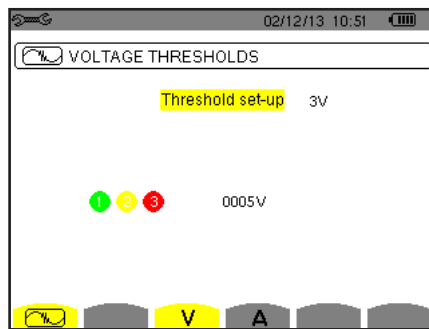 02/12/13 10:51
VOLTAGE THRESHOLDS
Threshold set-up 3V
1 2 3 0005V
V A